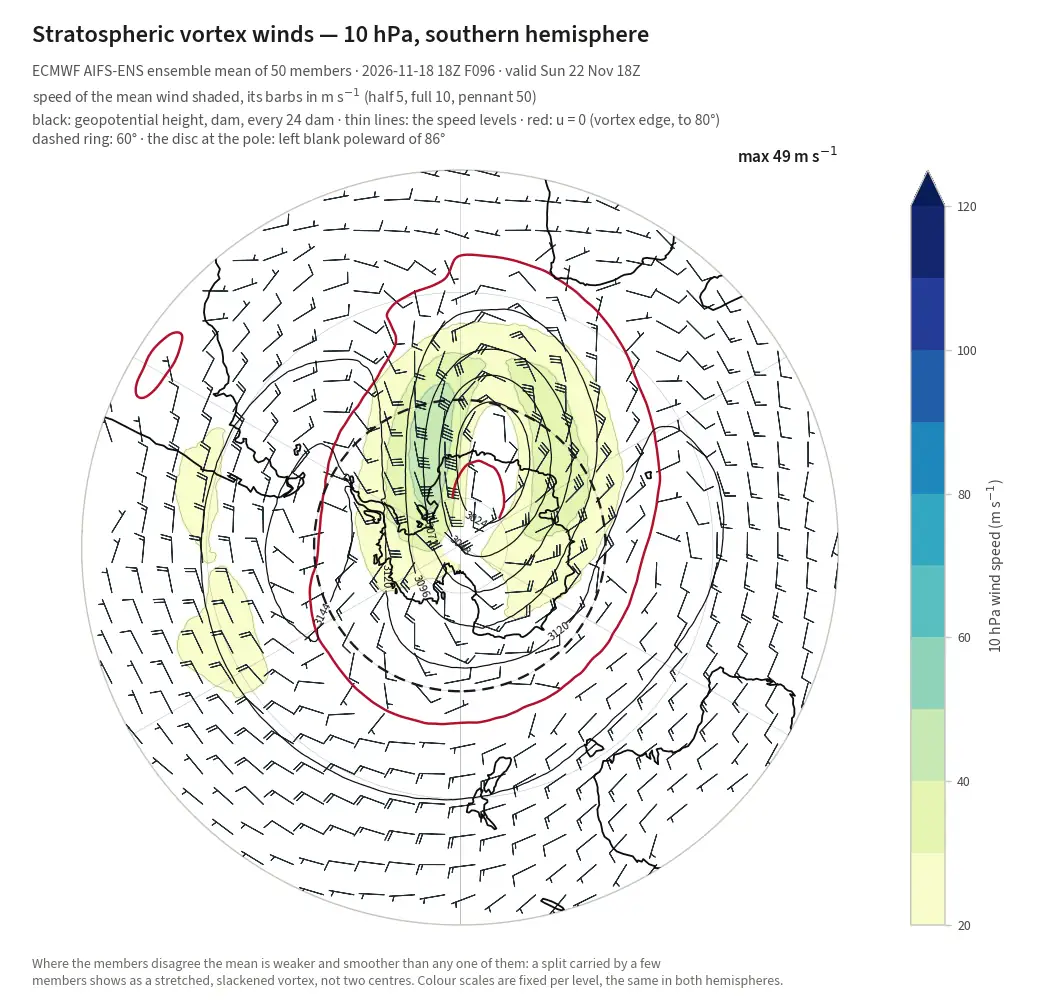 Stratospheric vortex winds — 10 hPa, southern hemisphere
ECMWF AIFS-ENS ensemble mean of 50 members · 2026-11-18 18Z F096 · valid Sun 22 Nov 18Z
speed of the mean wind shaded, its barbs in m s⁻¹ (half 5, full 10, pennant 50)
black: geopotential height, dam, every 24 dam · thin lines: the speed levels · red: u = 0 (vortex edge, to 80°)
dashed ring: 60° · the disc at the pole: left blank poleward of 86°
max 49 m s⁻¹
120
100
80
60
40
20
10 hPa wind speed (m s⁻¹)
3024
3120
3096
3144
3120
Where the members disagree the mean is weaker and smoother than any one of them: a split carried by a few
members shows as a stretched, slackened vortex, not two centres. Colour scales are fixed per level, the same in both hemispheres.